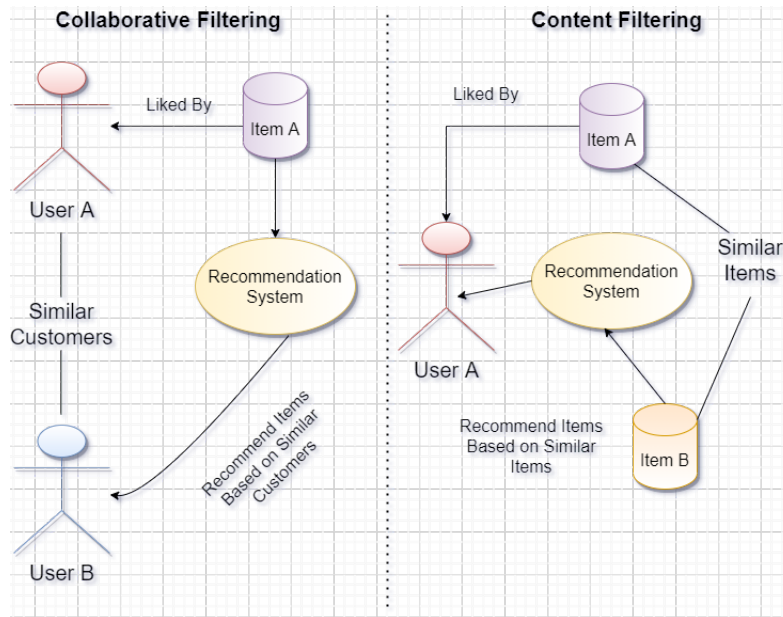 Collaborative Filtering
Liked By
Item A
User A
Recommendation
System
Similar
Customers
Recommend Items
Based on Similar
Customers
User B
Content Filtering
Liked By
Item A
Similar
Items
Recommendation
System
User A
Recommend Items
Based on Similar
Items
Item B